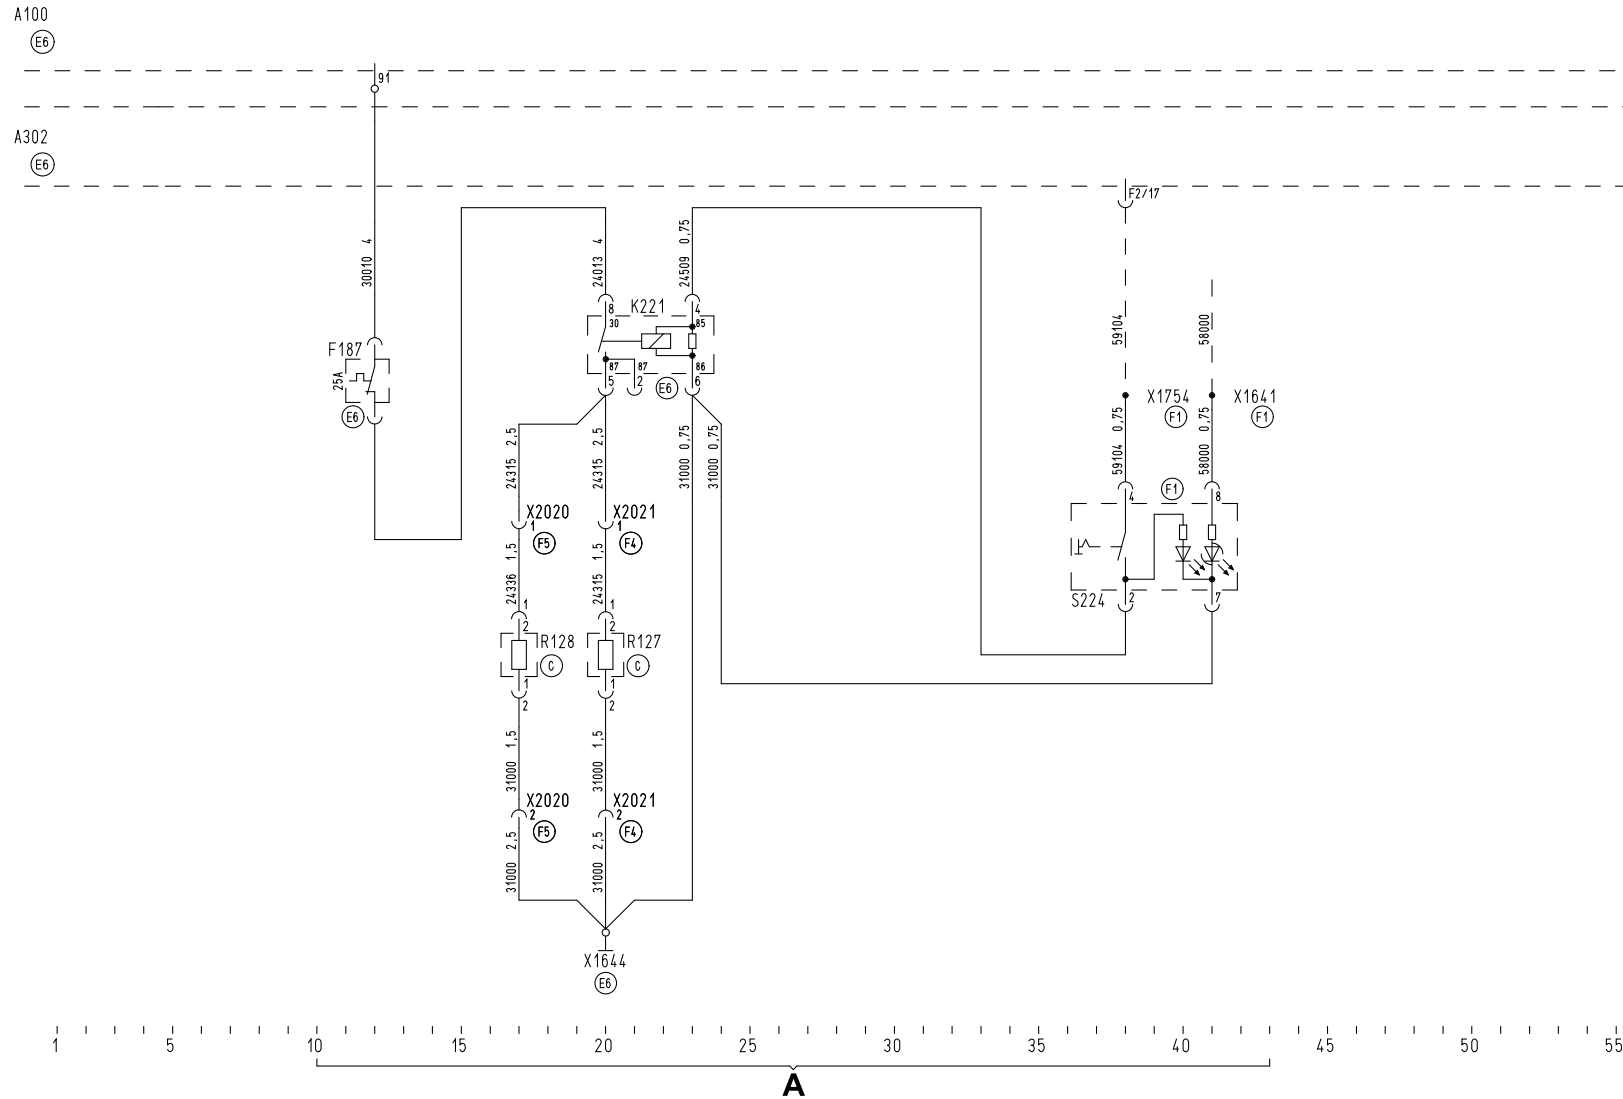 A100
E6
91
A302
E6
F2/17
30010 4
24013 4
24509 0,75
59104
58000
K221
8
4
30
85
87
87
86
5
2
6
E6
F187
25A
E6
X1754
F1
X1641
F1
24315 2,5
24315 2,5
31000 0,75
31000 0,75
59104 0,75
58000 0,75
4
F1
8
X2020
1
F5
X2021
1
F4
24336 1,5
24315 1,5
S224
2
7
1
2
R128
C
1
2
1
2
R127
C
1
2
31000 1,5
31000 1,5
X2020
2
F5
X2021
2
F4
31000 2,5
31000 2,5
X1644
E6
1 5 10 15 20 25 30 35 40 45 50 55
A